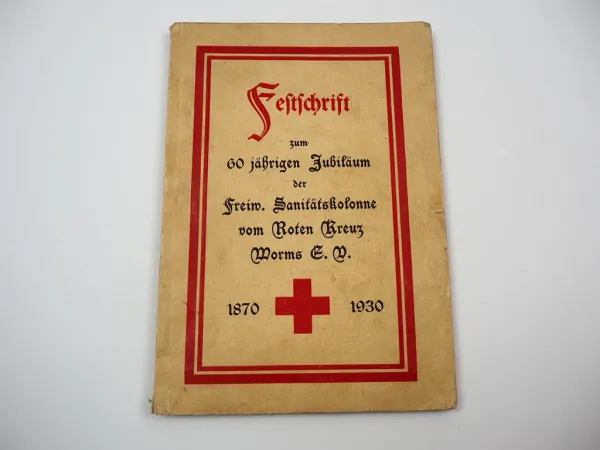 Festschrift
zum
60 jährigen Jubiläum
der
Freiw. Sanitätskolonne
vom Roten Kreuz
Worms E. V.
1870 1930